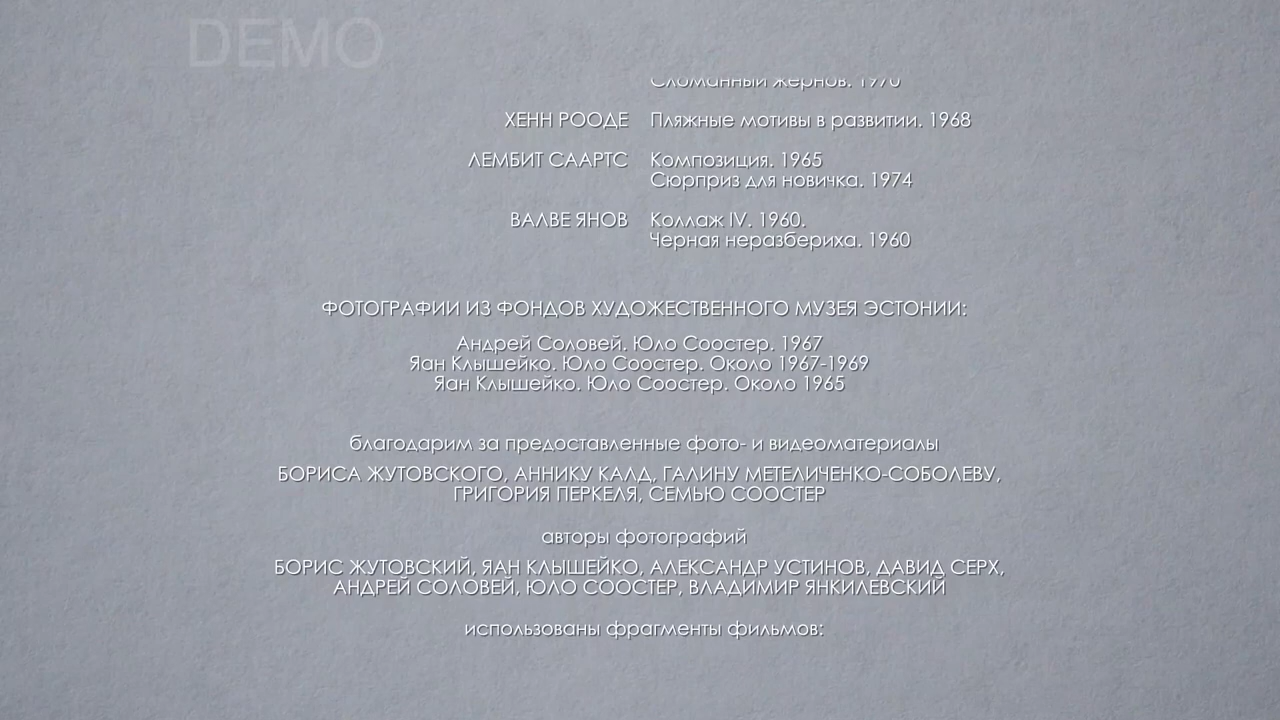 DEMO
Сломанный жернов. 1970
ХЕНН РООДЕ Пляжные мотивы в развитии. 1968
ЛЕМБИТ СААРТС Композиция. 1965
Сюрприз для новичка. 1974
ВАЛВЕ ЯНОВ Коллаж IV. 1960.
Черная неразбериха. 1960
ФОТОГРАФИИ ИЗ ФОНДОВ ХУДОЖЕСТВЕННОГО МУЗЕЯ ЭСТОНИИ:
Андрей Соловей. Юло Соостер. 1967
Яан Клышейко. Юло Соостер. Около 1967-1969
Яан Клышейко. Юло Соостер. Около 1965
благодарим за предоставленные фото- и видеоматериалы
БОРИСА ЖУТОВСКОГО, АННИКУ КАЛД, ГАЛИНУ МЕТЕЛИЧЕНКО-СОБОЛЕВУ,
ГРИГОРИЯ ПЕРКЕЛЯ, СЕМЬЮ СООСТЕР
авторы фотографий
БОРИС ЖУТОВСКИЙ, ЯАН КЛЫШЕЙКО, АЛЕКСАНДР УСТИНОВ, ДАВИД СЕРХ,
АНДРЕЙ СОЛОВЕЙ, ЮЛО СООСТЕР, ВЛАДИМИР ЯНКИЛЕВСКИЙ
использованы фрагменты фильмов: